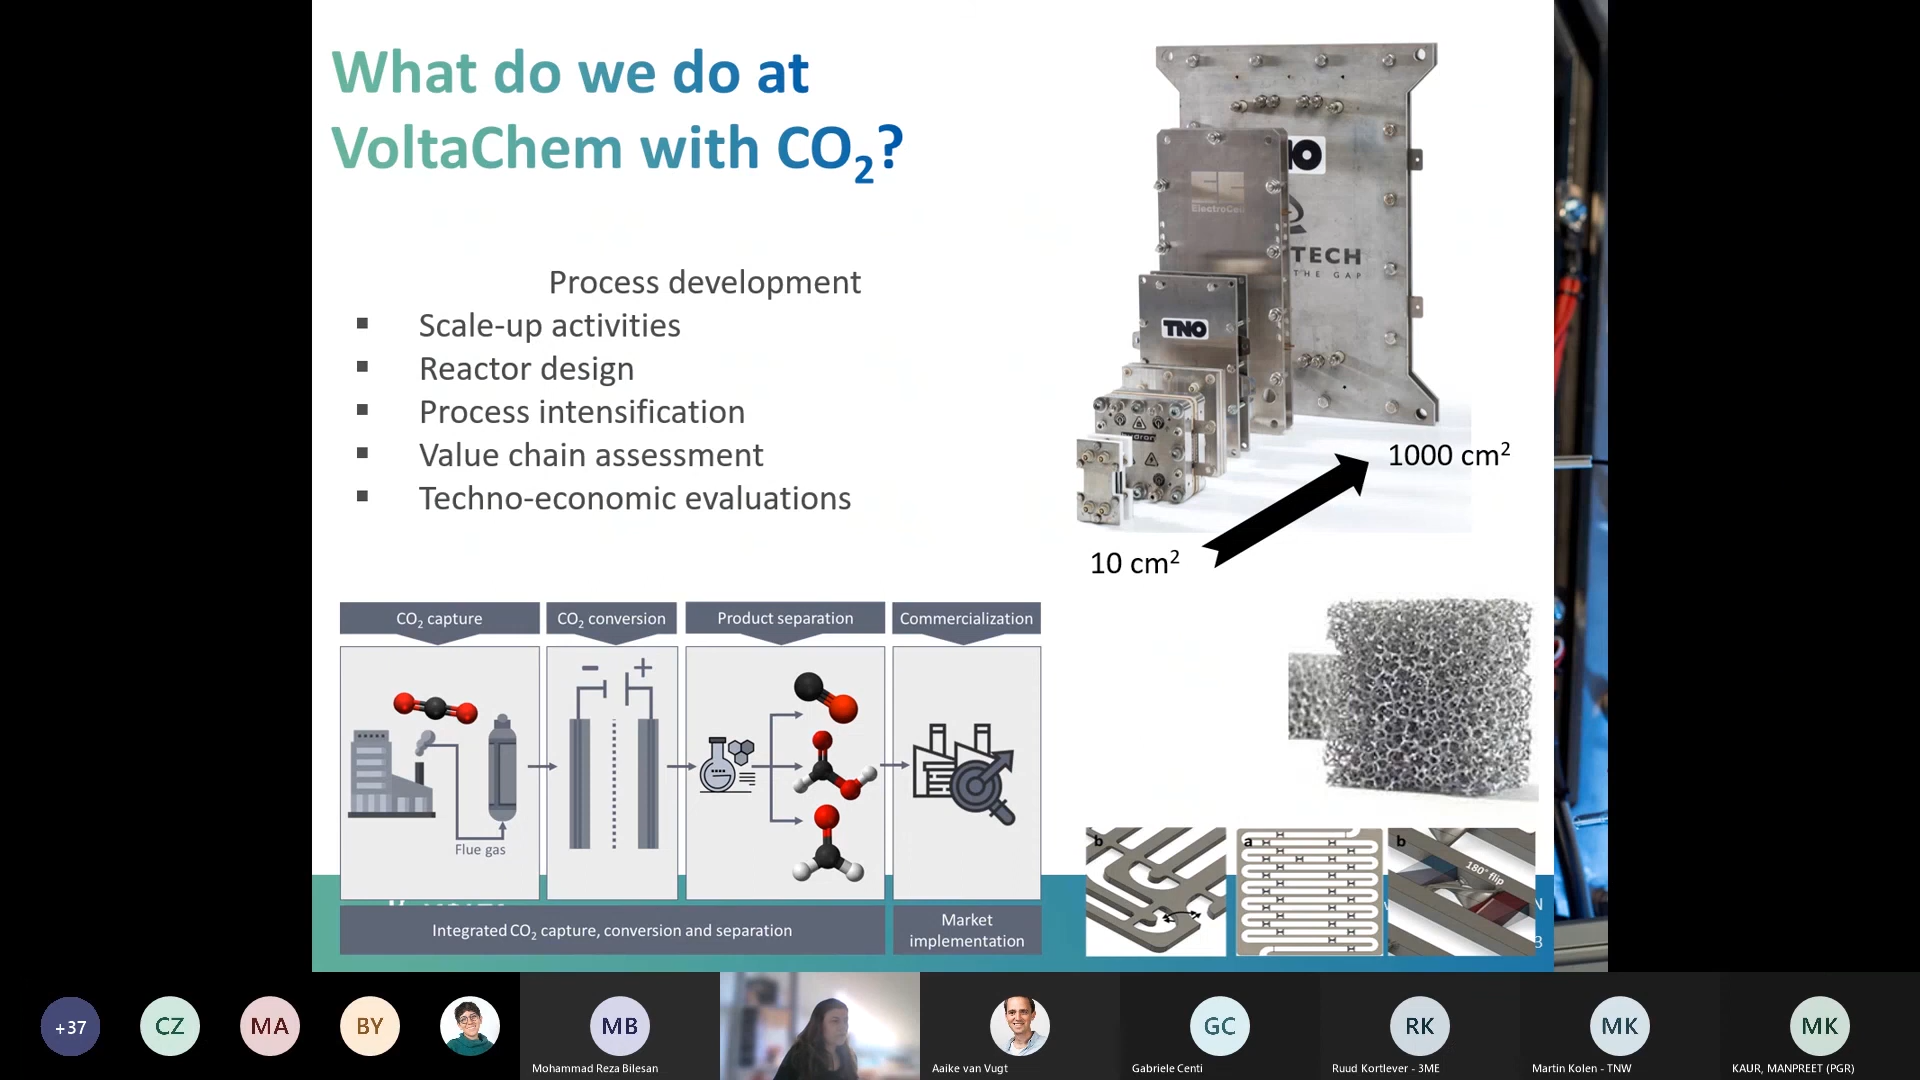 What do we do at
VoltaChem with CO₂?
Process development
▪ Scale-up activities
▪ Reactor design
▪ Process intensification
▪ Value chain assessment
▪ Techno-economic evaluations
NO
ElectroCell
TECH
THE GAP
TNO
1000 cm²
10 cm²
CO₂ capture
CO₂ conversion
Product separation
Commercialization
− +
Flue gas
Integrated CO₂ capture, conversion and separation
Market
implementation
b
a
b
180° flip
N
3
+37
CZ
MA
BY
MB
GC
RK
MK
MK
Mohammad Reza Bilesan
Aaike van Vugt
Gabriele Centi
Ruud Kortlever - 3ME
Martin Kolen - TNW
KAUR, MANPREET (PGR)